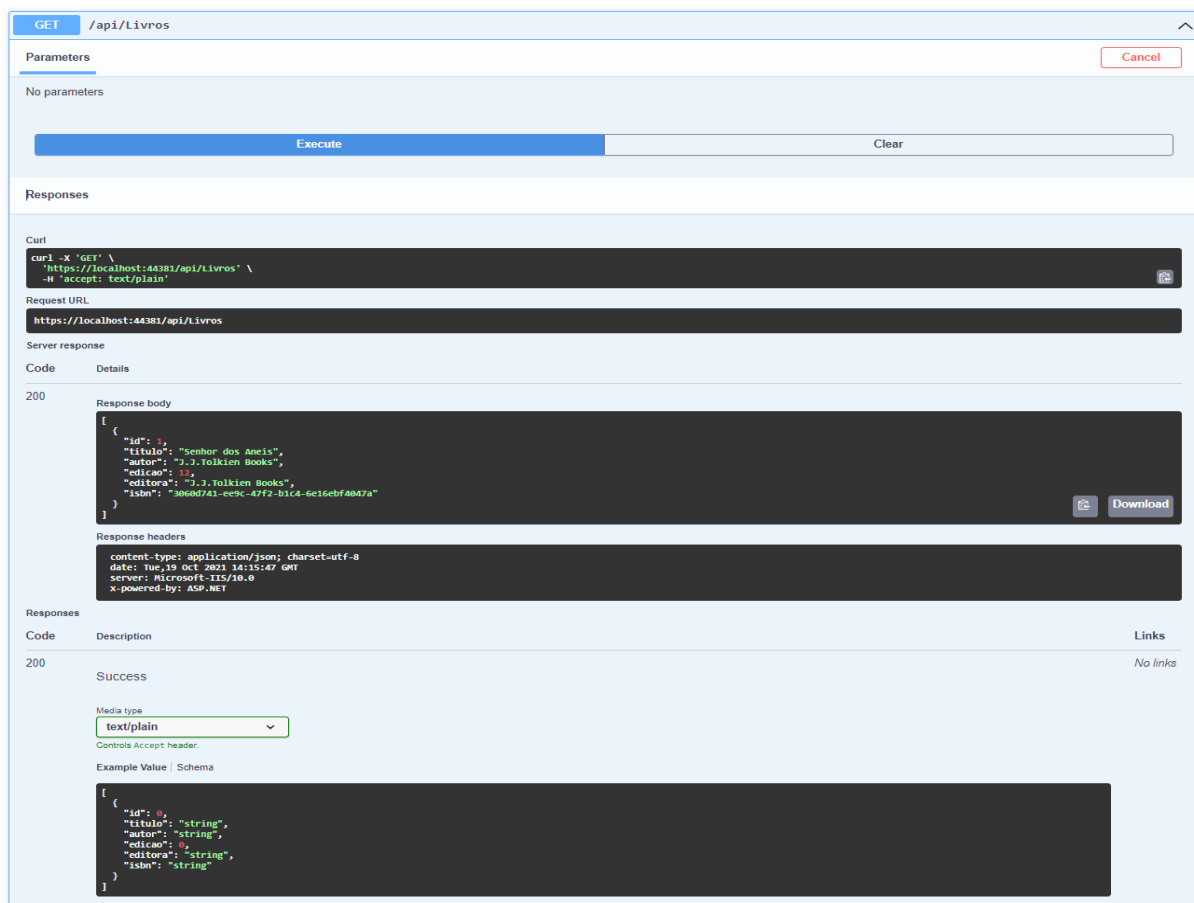 GET /api/Livros
Parameters
Cancel
No parameters
Execute
Clear
Responses
Curl
curl -X 'GET' \
'https://localhost:44381/api/Livros' \
-H 'accept: text/plain'
Request URL
https://localhost:44381/api/Livros
Server response
Code Details
200
Response body
[
{
"id": 1,
"titulo": "Senhor dos Aneis",
"autor": "J.J.Tolkien Books",
"edicao": 12,
"editora": "J.J.Tolkien Books",
"isbn": "3060d741-ee9c-47f2-b1c4-6e16ebf4047a"
}
]
Download
Response headers
content-type: application/json; charset=utf-8
date: Tue,19 Oct 2021 14:15:47 GMT
server: Microsoft-IIS/10.0
x-powered-by: ASP.NET
Responses
Code Description Links
200 No links
Success
Media type
text/plain
Controls Accept header.
Example Value | Schema
[
{
"id": 0,
"titulo": "string",
"autor": "string",
"edicao": 0,
"editora": "string",
"isbn": "string"
}
]